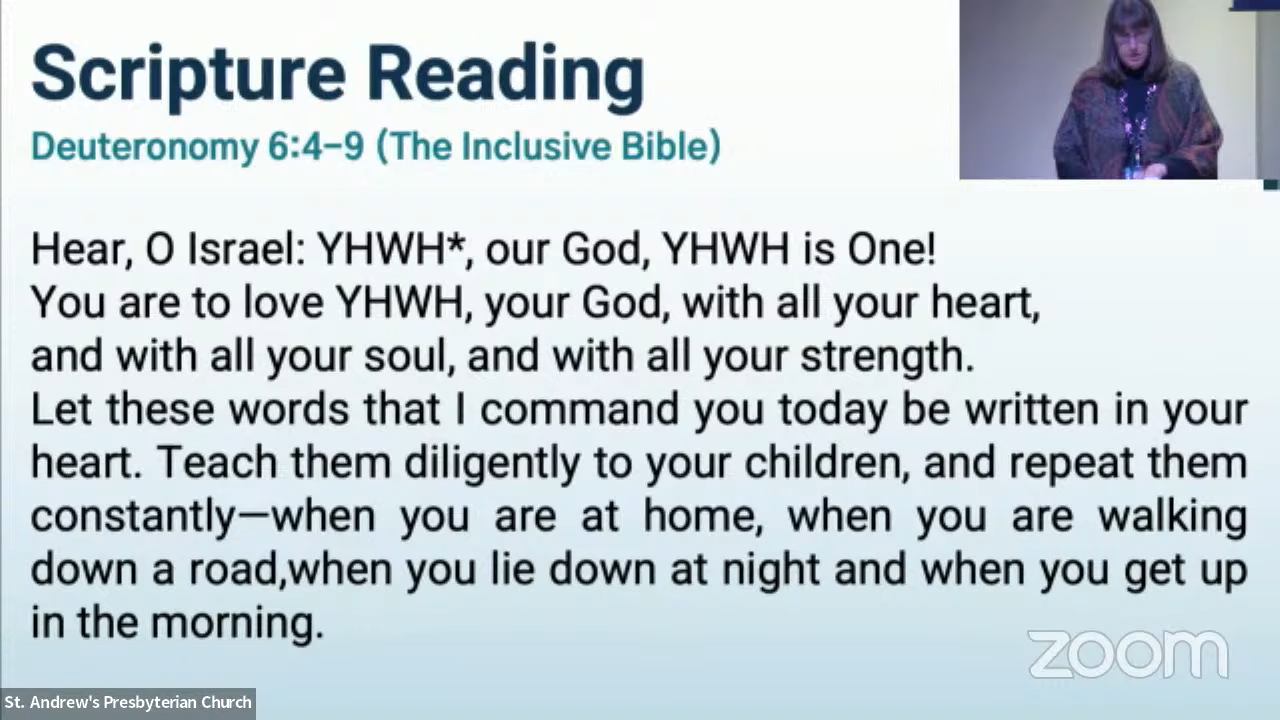 Scripture Reading
Deuteronomy 6:4–9 (The Inclusive Bible)
Hear, O Israel: YHWH*, our God, YHWH is One!
You are to love YHWH, your God, with all your heart,
and with all your soul, and with all your strength.
Let these words that I command you today be written in your
heart. Teach them diligently to your children, and repeat them
constantly—when you are at home, when you are walking
down a road,when you lie down at night and when you get up
in the morning.
zoom
St. Andrew's Presbyterian Church